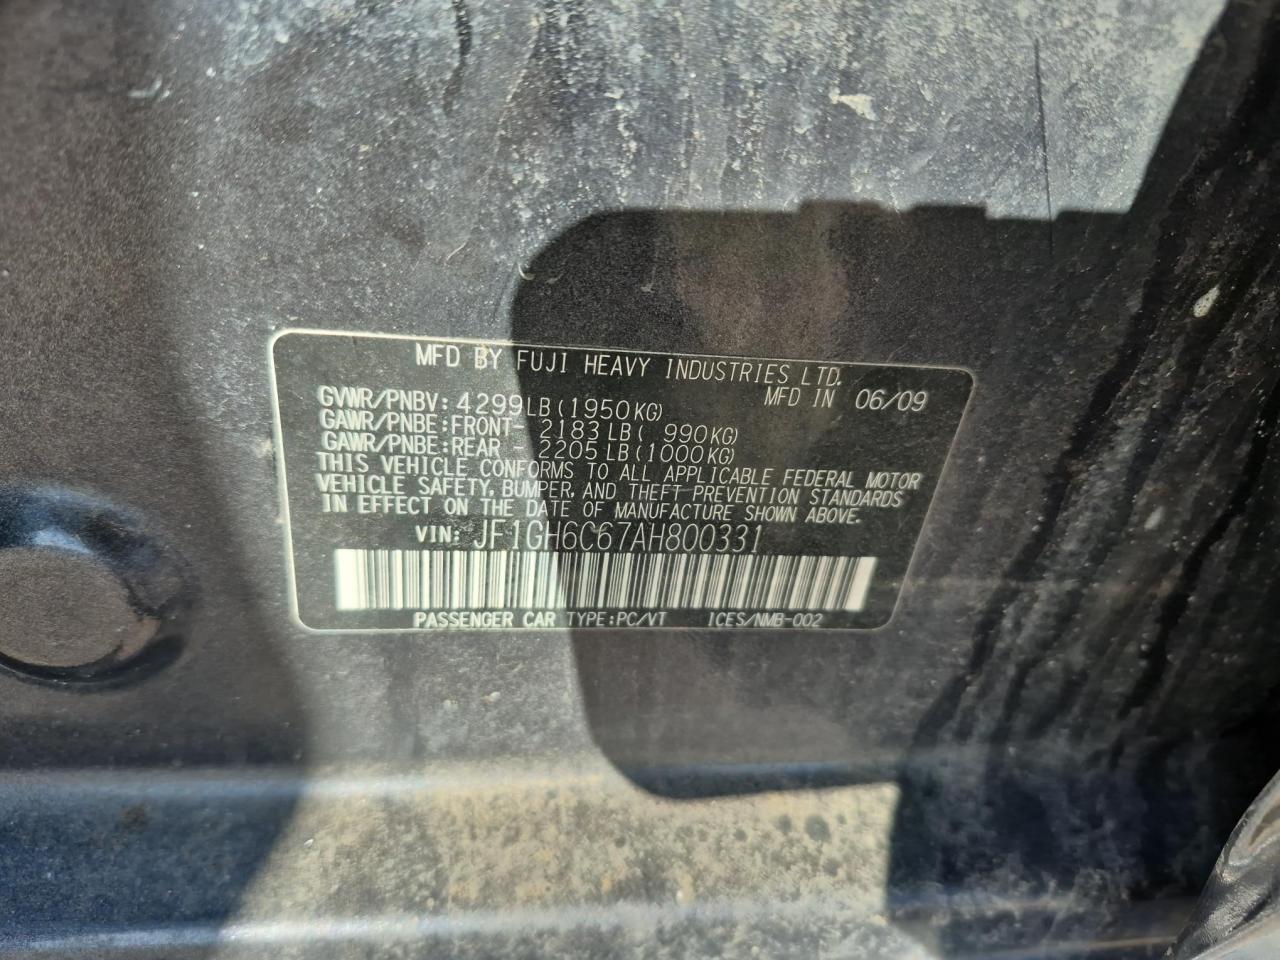 MFD BY FUJI HEAVY INDUSTRIES LTD.
MFD IN 06/09
GVWR/PNBV: 4299LB(1950KG)
GAWR/PNBE:FRONT- 2183LB( 990KG)
GAWR/PNBE:REAR - 2205LB(1000KG)
THIS VEHICLE CONFORMS TO ALL APPLICABLE FEDERAL MOTOR
VEHICLE SAFETY, BUMPER, AND THEFT PREVENTION STANDARDS
IN EFFECT ON THE DATE OF MANUFACTURE SHOWN ABOVE.
VIN: JF1GH6C67AH800331
PASSENGER CAR TYPE:PC/VT ICES/NMB-002